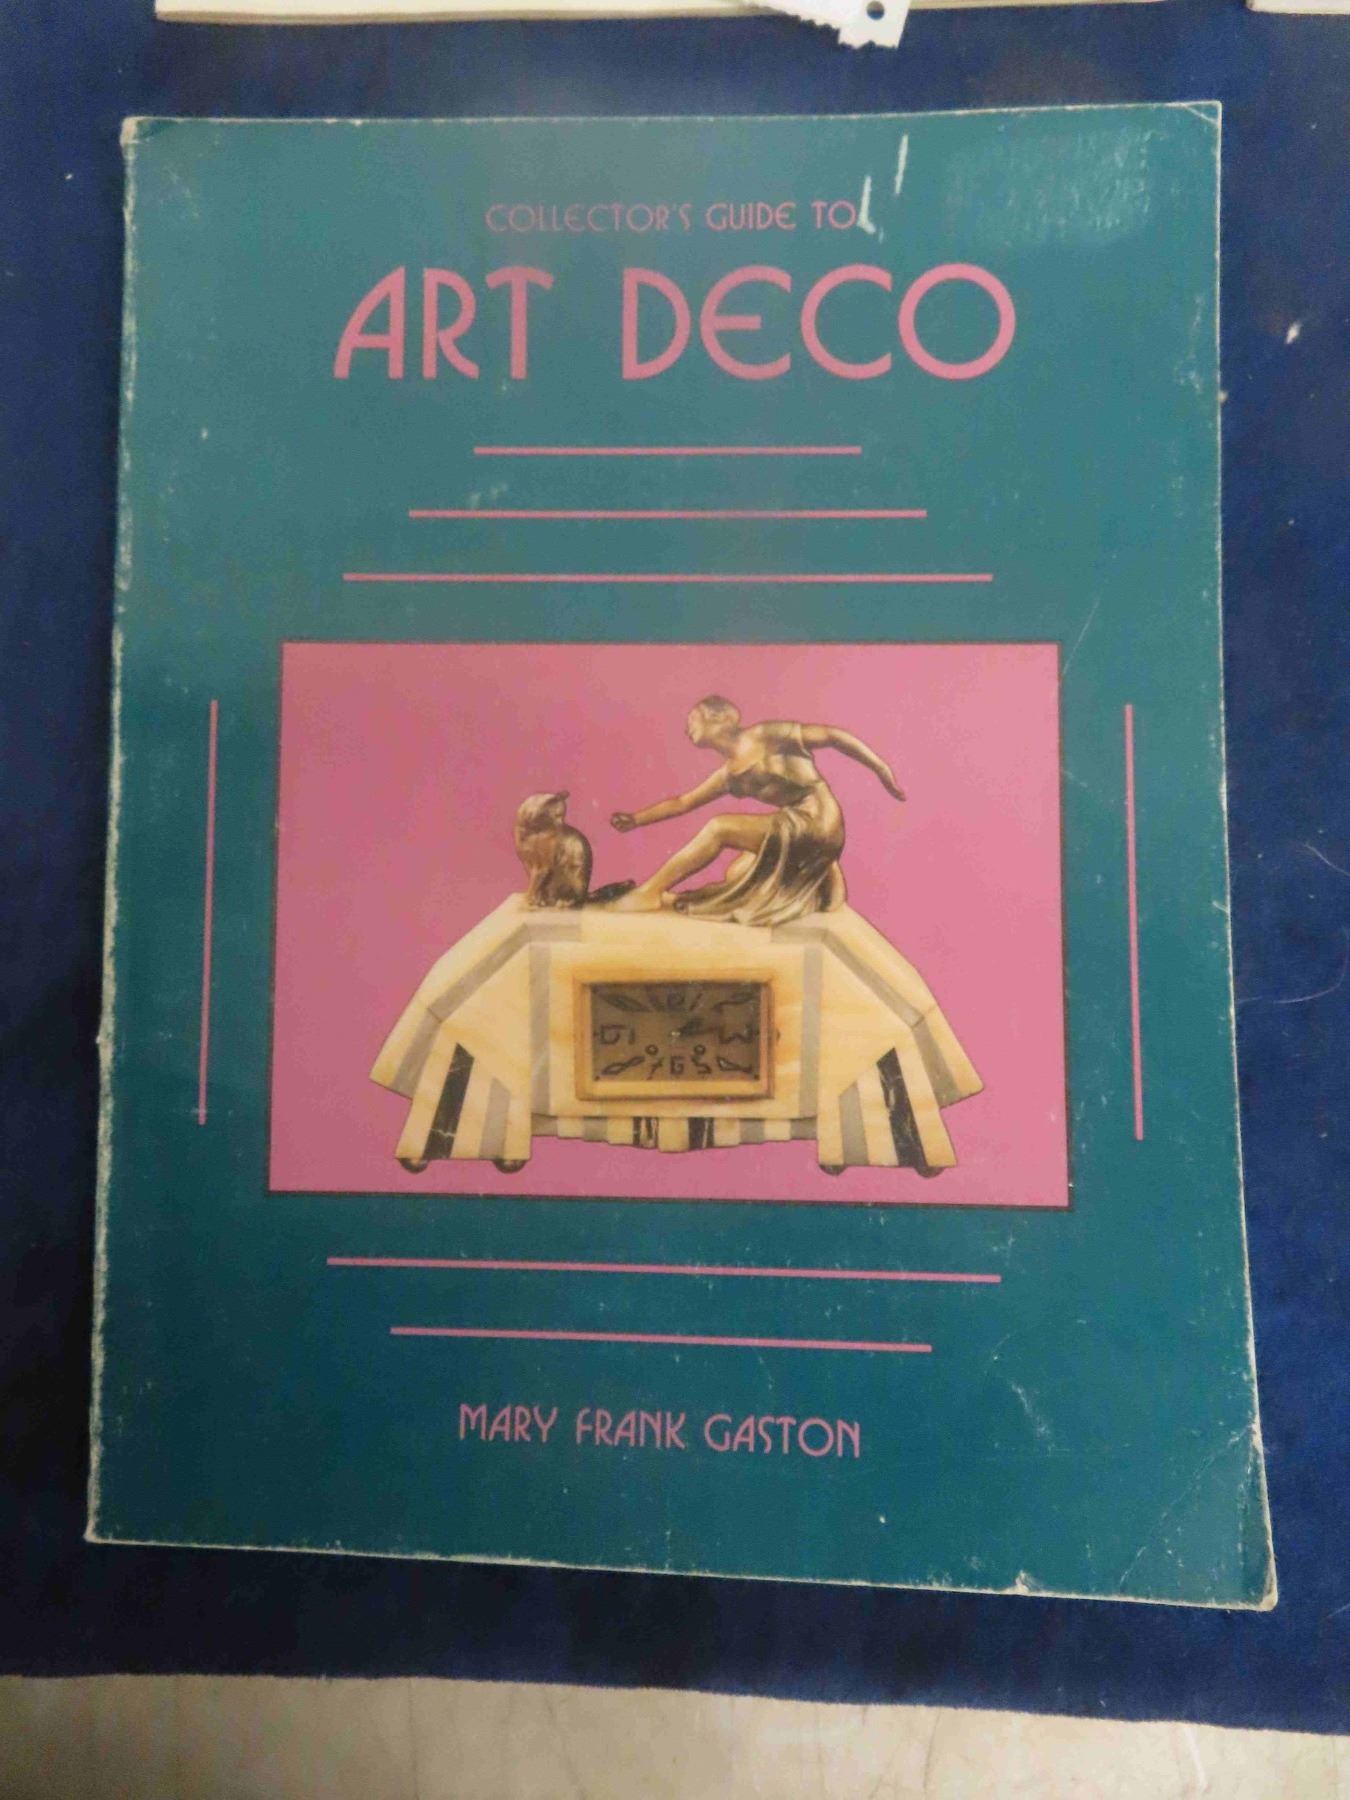 COLLECTOR'S GUIDE TO
ART DECO
MARY FRANK GASTON